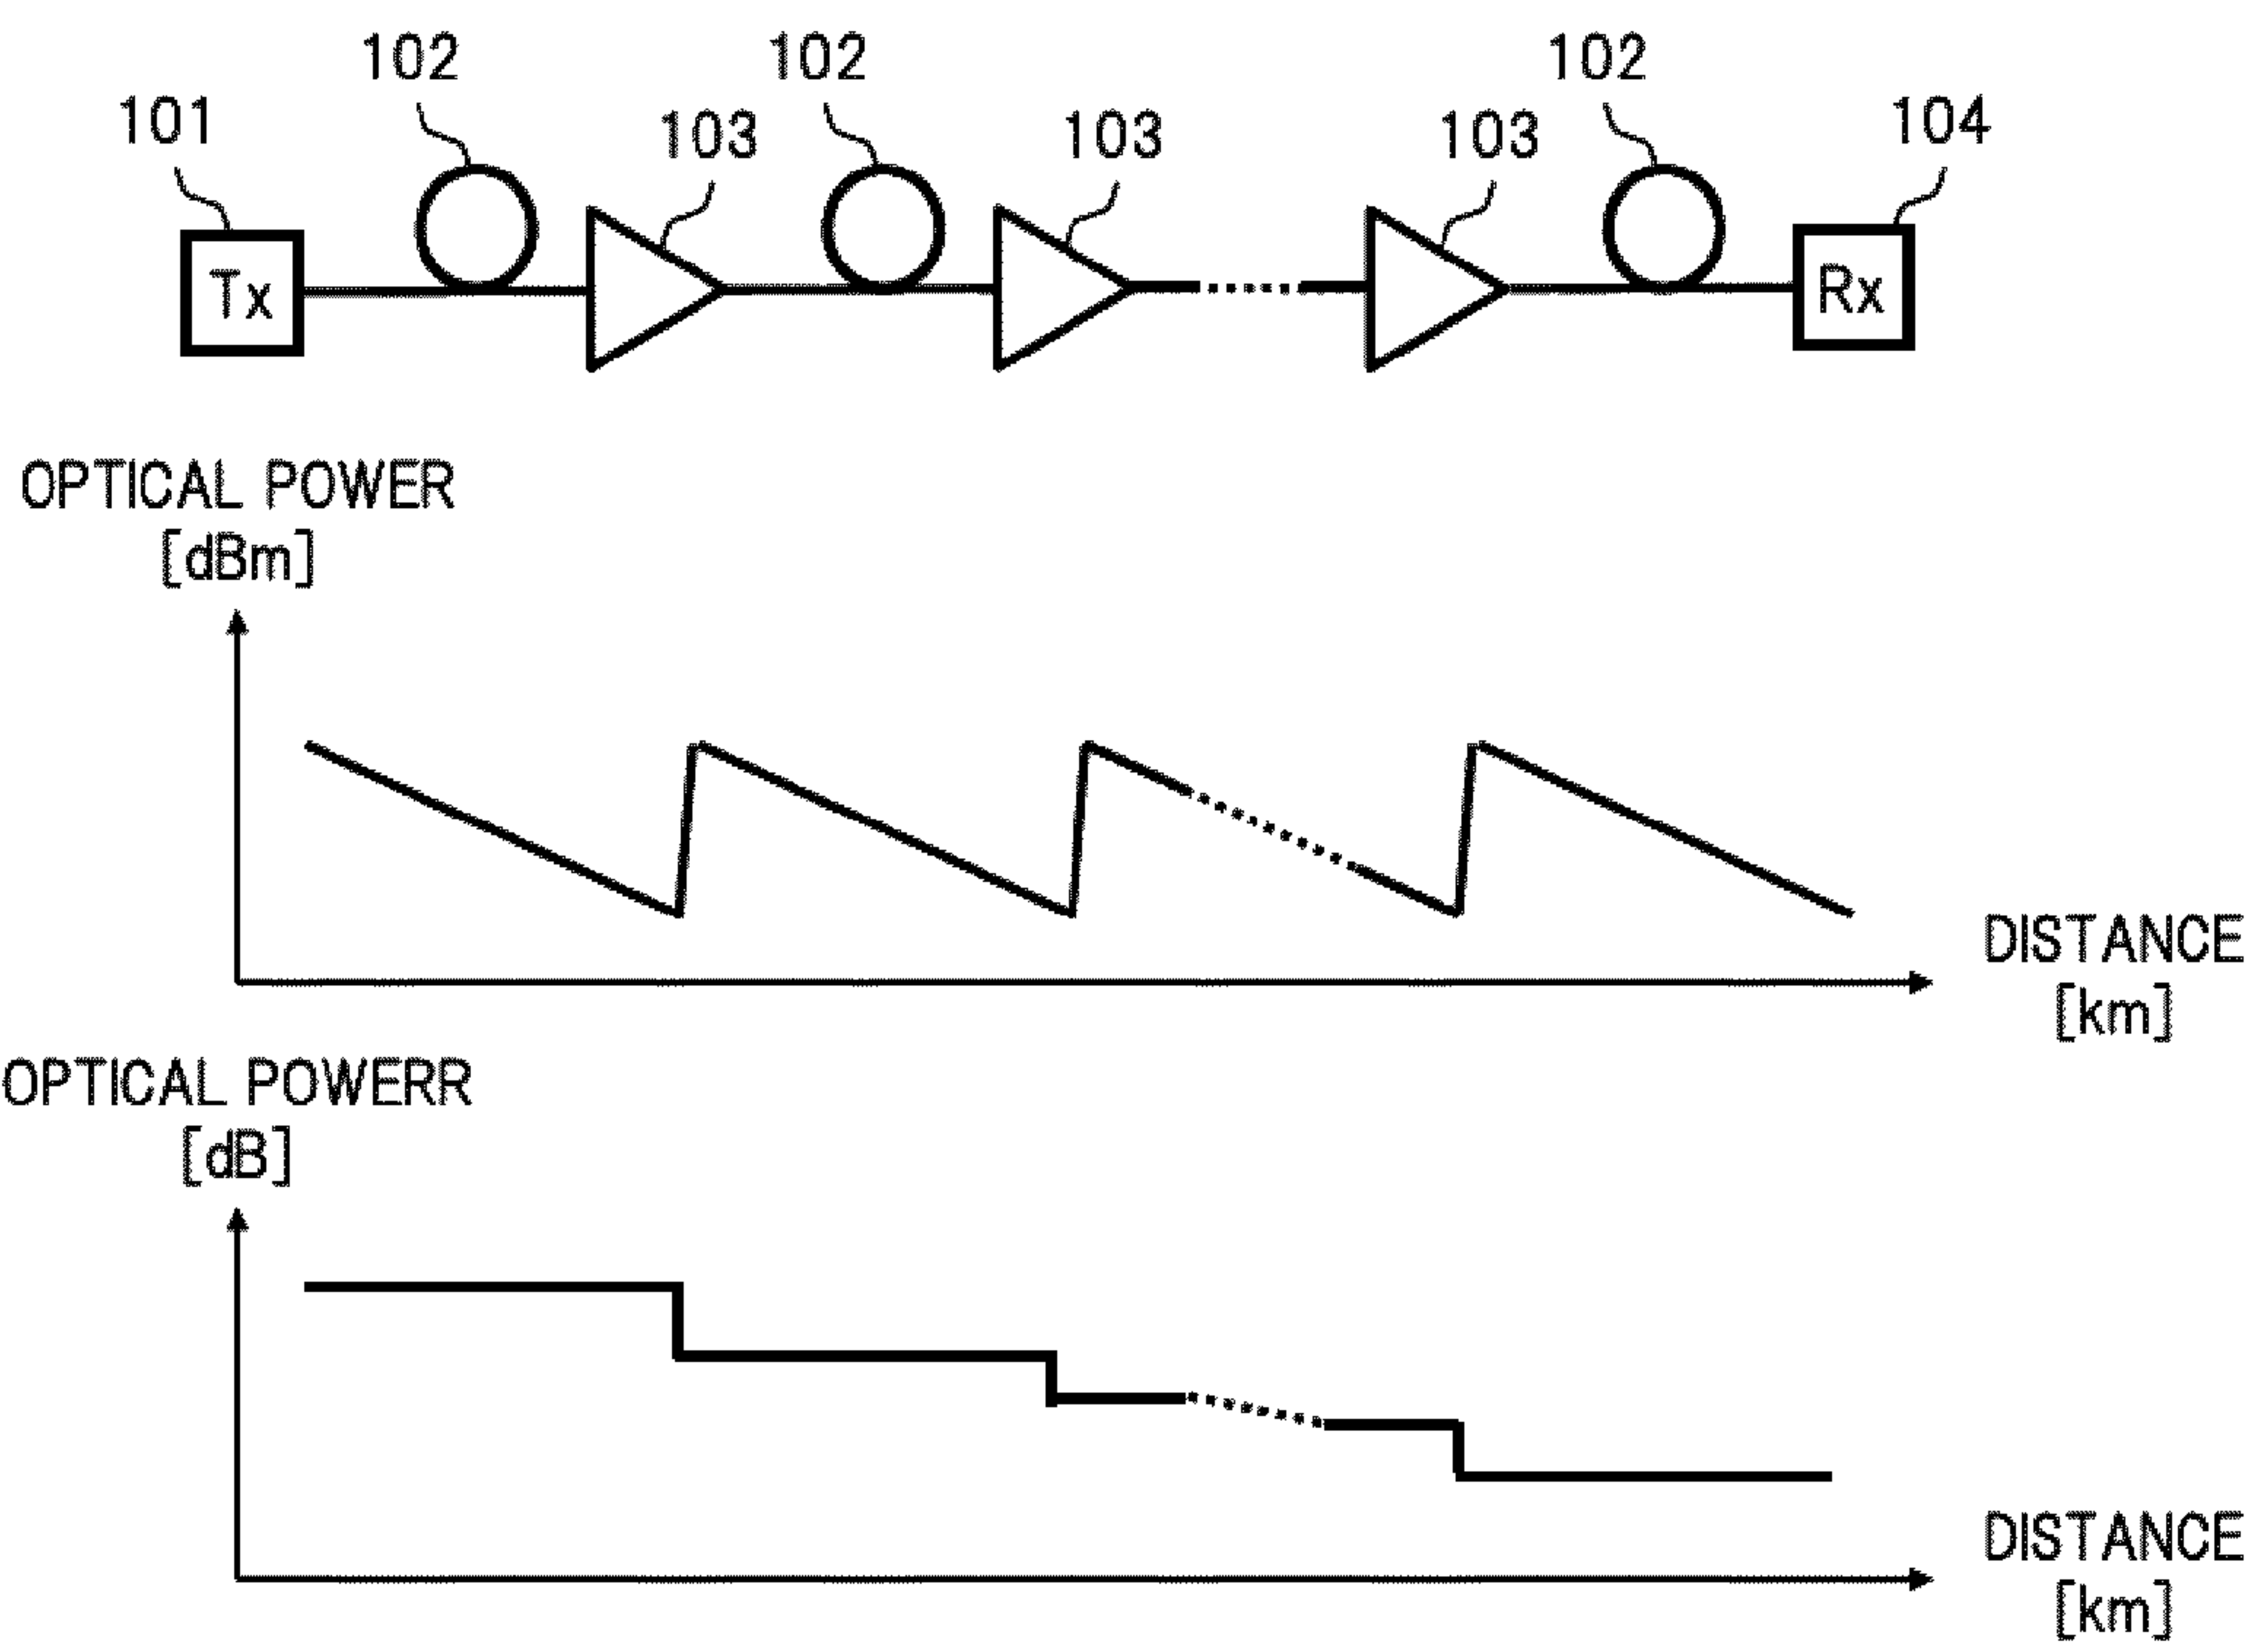 102 102 102
101 103 103 103 104
Tx Rx
OPTICAL POWER
[dBm]
DISTANCE
[km]
OPTICAL POWERR
[dB]
DISTANCE
[km]